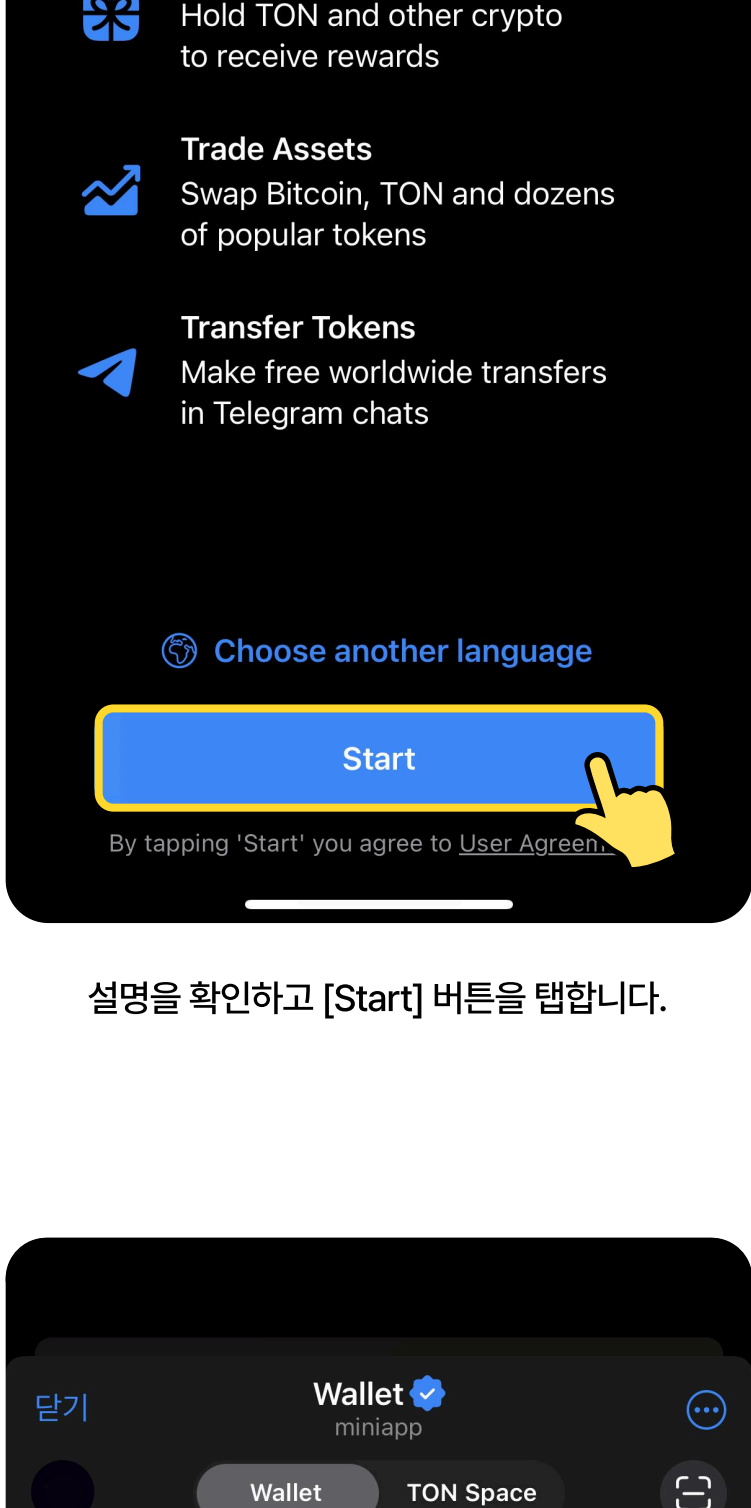 Hold TON and other crypto
to receive rewards
Trade Assets
Swap Bitcoin, TON and dozens
of popular tokens
Transfer Tokens
Make free worldwide transfers
in Telegram chats
Choose another language
Start
By tapping 'Start' you agree to User
설명을 확인하고 [Start] 버튼을 탭합니다.
닫기
Wallet
miniapp
Wallet
TON Space